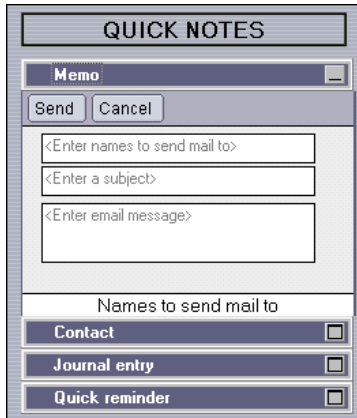 QUICK NOTES
Memo
Send Cancel
<Enter names to send mail to>
<Enter a subject>
<Enter email message>
Names to send mail to
Contact
Journal entry
Quick reminder